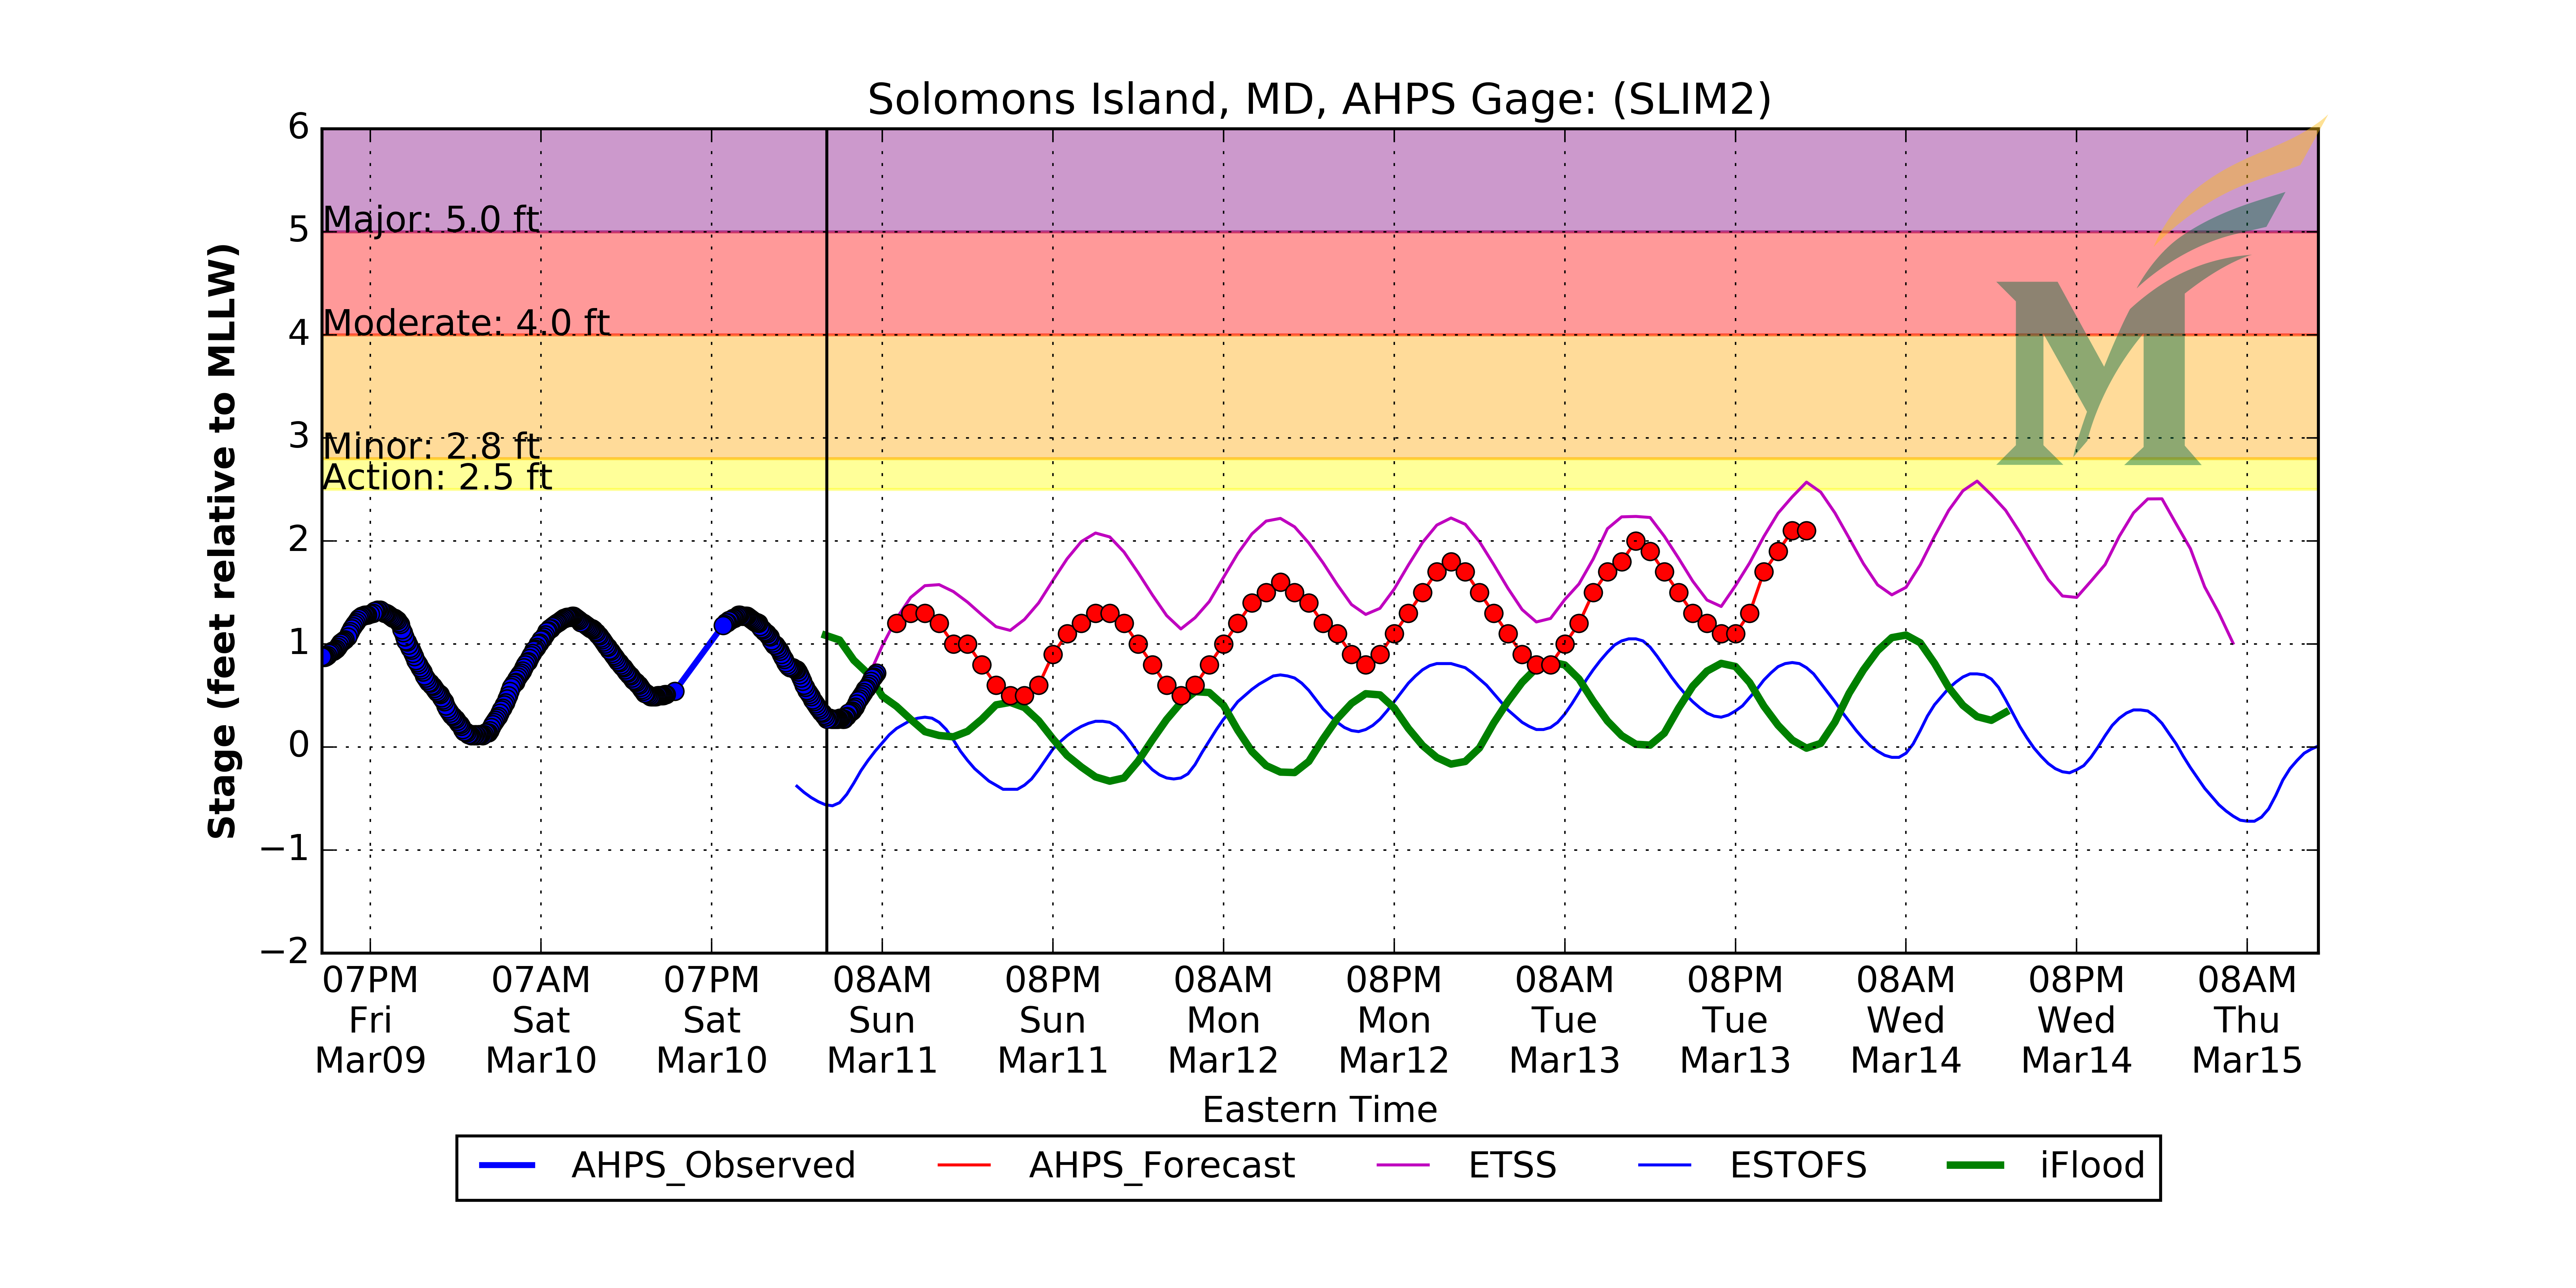 Solomons Island, MD, AHPS Gage: (SLIM2)
Stage (feet relative to MLLW)
6
5
4
3
2
1
0
−1
−2
Major: 5.0 ft
Moderate: 4.0 ft
Minor: 2.8 ft
Action: 2.5 ft
07PM 07AM 07PM 08AM 08PM 08AM 08PM 08AM 08PM 08AM 08PM 08AM
Fri Sat Sat Sun Sun Mon Mon Tue Tue Wed Wed Thu
Mar09 Mar10 Mar10 Mar11 Mar11 Mar12 Mar12 Mar13 Mar13 Mar14 Mar14 Mar15
Eastern Time
AHPS_Observed AHPS_Forecast ETSS ESTOFS iFlood
M